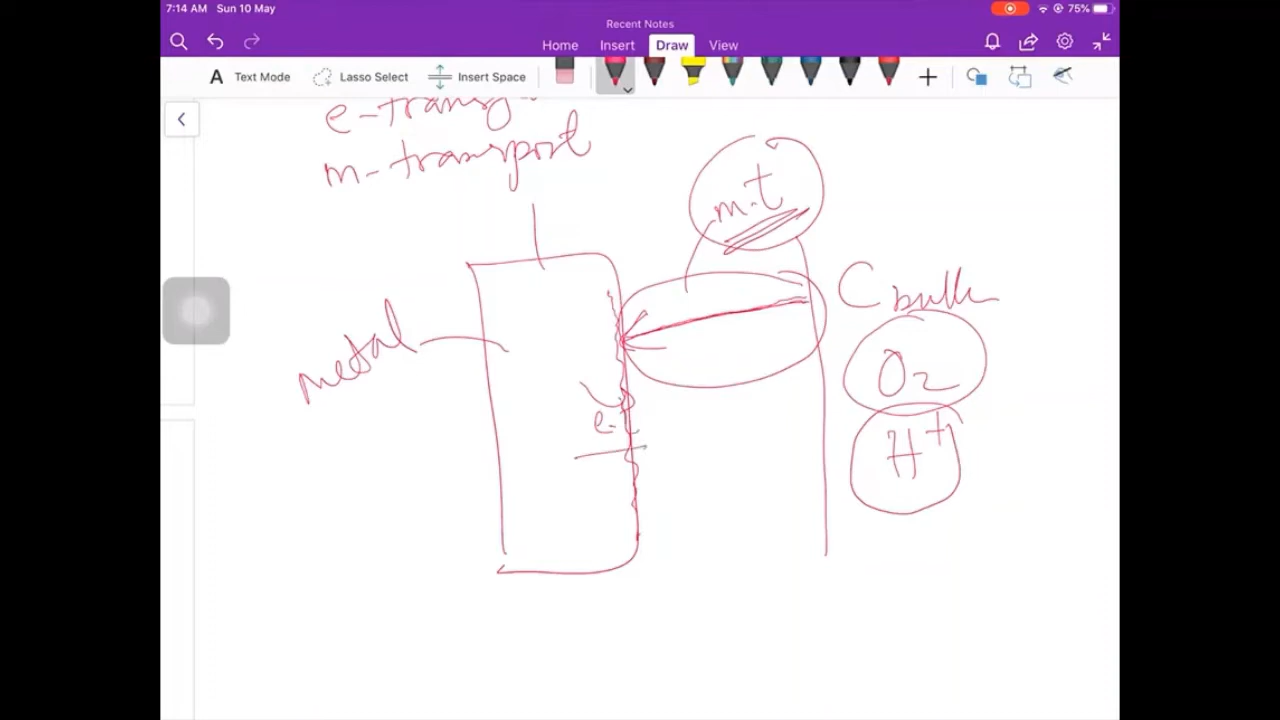 7:14 AM Sun 10 May
75%
Recent Notes
Home Insert Draw View
A Text Mode Lasso Select Insert Space
m-transport
m.t
C bulk
metal
O2
e-
H+